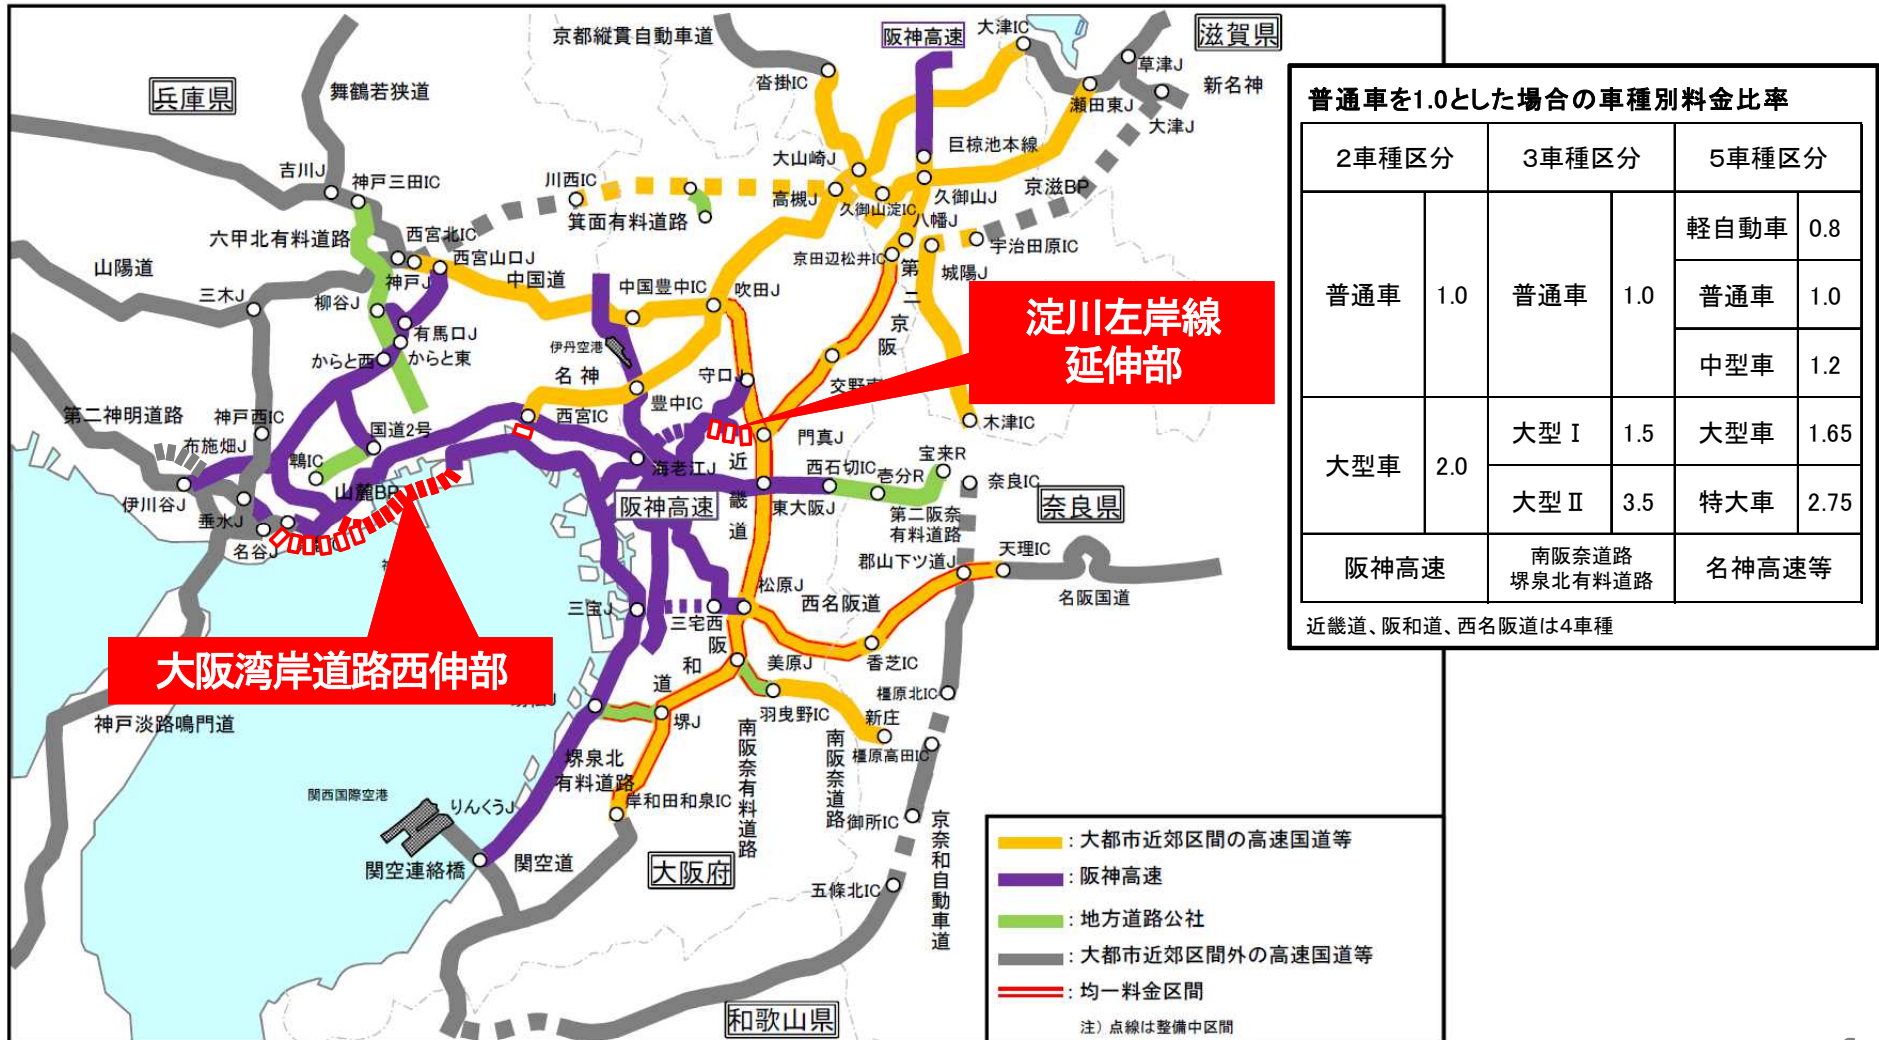 京都縦貫自動車道
阪神高速
大津IC
滋賀県
兵庫県
舞鶴若狭道
沓掛IC
草津J
新名神
瀬田東J
大津J
巨椋池本線
大山崎J
吉川J
神戸三田IC
川西IC
高槻J
久御山淀IC
久御山J
京滋BP
箕面有料道路
八幡J
宇治田原IC
六甲北有料道路
西宮北IC
西宮山口J
京田辺松井IC
城陽J
山陽道
神戸J
中国道
中国豊中IC
吹田J
第二京阪
三木J
柳谷J
有馬口J
からと西
からと東
伊丹空港
名神
守口J
淀川左岸線
延伸部
豊中IC
西宮IC
木津IC
第二神明道路
神戸西IC
国道2号
門真J
布施畑J
鵯IC
海老江J
近畿道
西石切IC
壱分R
宝来R
奈良IC
伊川谷J
山麓BP
阪神高速
東大阪J
第二阪奈
有料道路
奈良県
垂水J
名谷J
郡山下ツ道J
天理IC
松原J
西名阪道
名阪国道
三宝J
三宅西
阪和道
美原J
香芝IC
大阪湾岸道路西伸部
橿原北IC
神戸淡路鳴門道
堺J
羽曳野IC
新庄
橿原高田IC
堺泉北
有料道路
南阪奈有料道路
南阪奈道路
関西国際空港
りんくうJ
岸和田和泉IC
御所IC
京奈和自動車道
関空連絡橋
関空道
大阪府
五條北IC
和歌山県
:大都市近郊区間の高速国道等
:阪神高速
:地方道路公社
:大都市近郊区間外の高速国道等
:均一料金区間
注)点線は整備中区間
普通車を1.0とした場合の車種別料金比率
2車種区分 3車種区分 5車種区分
軽自動車 0.8
普通車 1.0 普通車 1.0 普通車 1.0
中型車 1.2
大型車 2.0 大型Ⅰ 1.5 大型車 1.65
大型Ⅱ 3.5 特大車 2.75
阪神高速 南阪奈道路
堺泉北有料道路 名神高速等
近畿道、阪和道、西名阪道は4車種